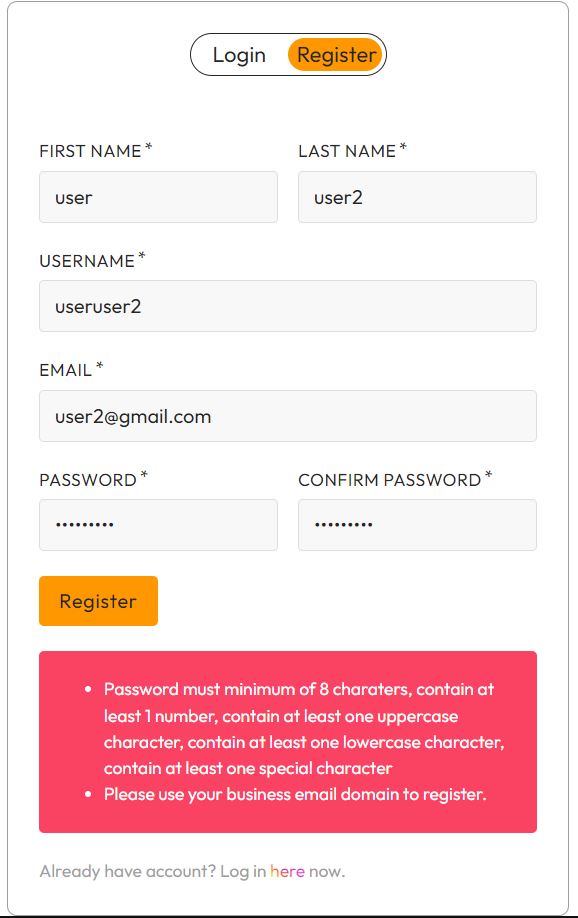 Login Register
FIRST NAME * LAST NAME *
user user2
USERNAME *
useruser2
EMAIL *
user2@gmail.com
PASSWORD * CONFIRM PASSWORD *
••••••••• •••••••••
Register
• Password must minimum of 8 charaters, contain at
least 1 number, contain at least one uppercase
character, contain at least one lowercase character,
contain at least one special character
• Please use your business email domain to register.
Already have account? Log in here now.